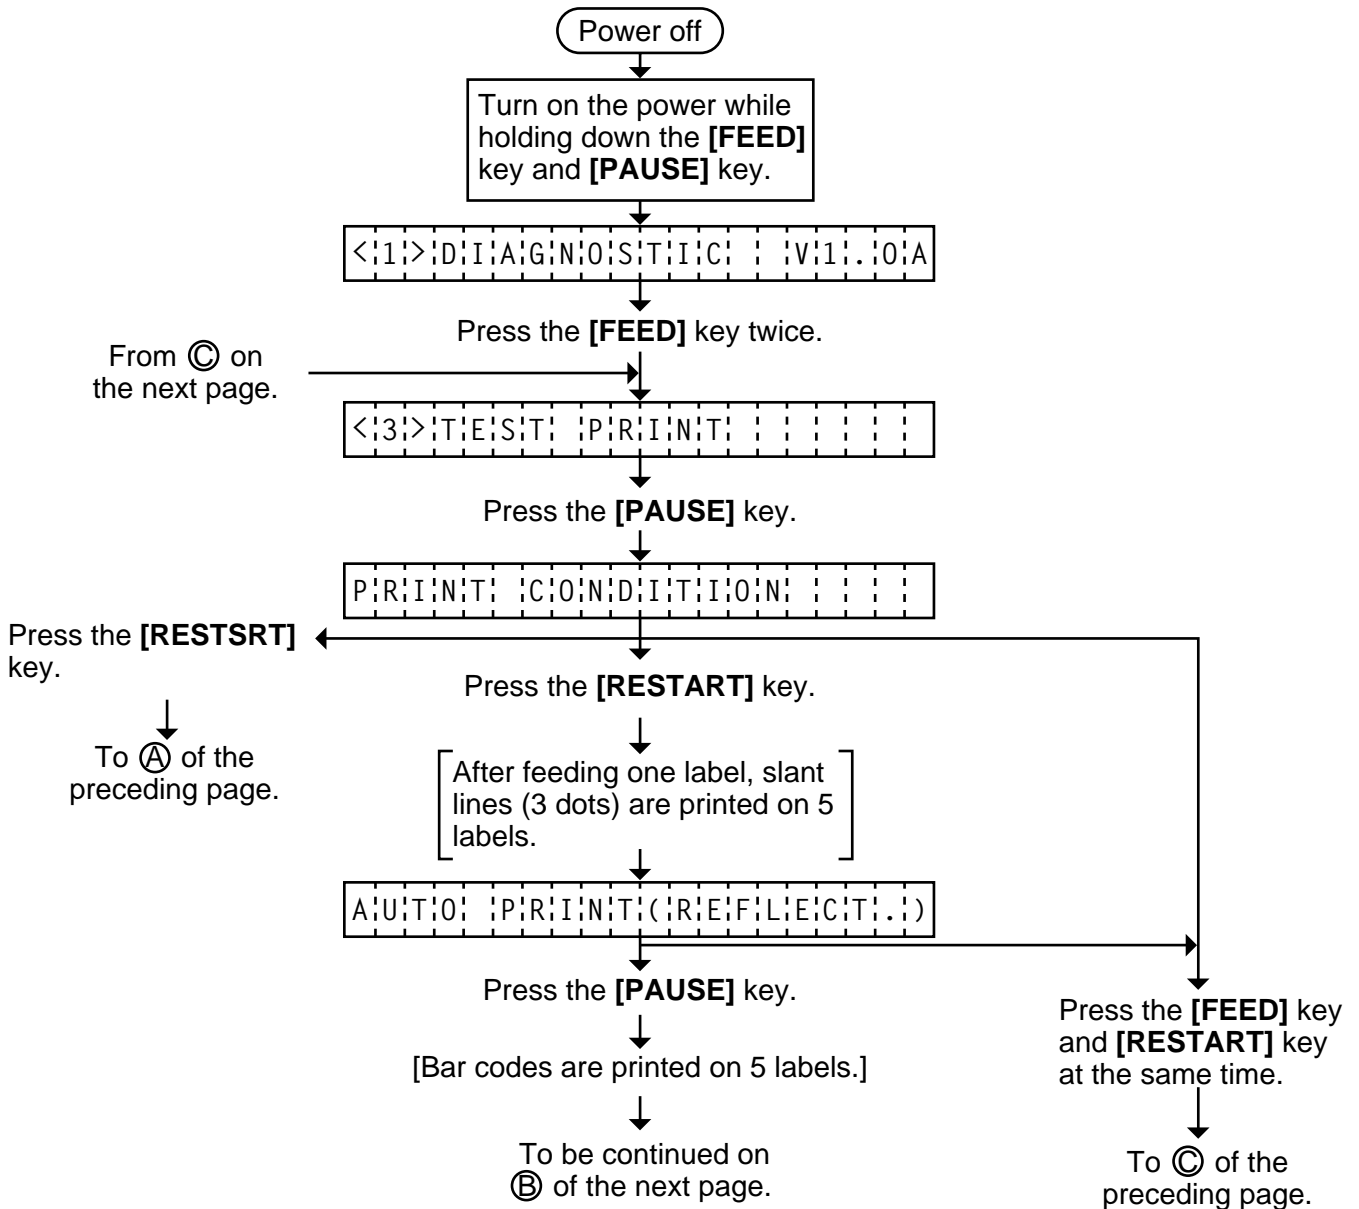 Power off
Turn on the power while
holding down the [FEED]
key and [PAUSE] key.
<1>DIAGNOSTIC  V1.0A
Press the [FEED] key twice.
From Ⓒ on
the next page.
<3>TEST PRINT
Press the [PAUSE] key.
PRINT CONDITION
Press the [RESTSRT]
key.
To Ⓐ of the
preceding page.
Press the [RESTART] key.
[After feeding one label, slant
lines (3 dots) are printed on 5
labels.]
AUTO PRINT(REFLECT.)
Press the [PAUSE] key.
[Bar codes are printed on 5 labels.]
To be continued on
Ⓑ of the next page.
Press the [FEED] key
and [RESTART] key
at the same time.
To Ⓒ of the
preceding page.